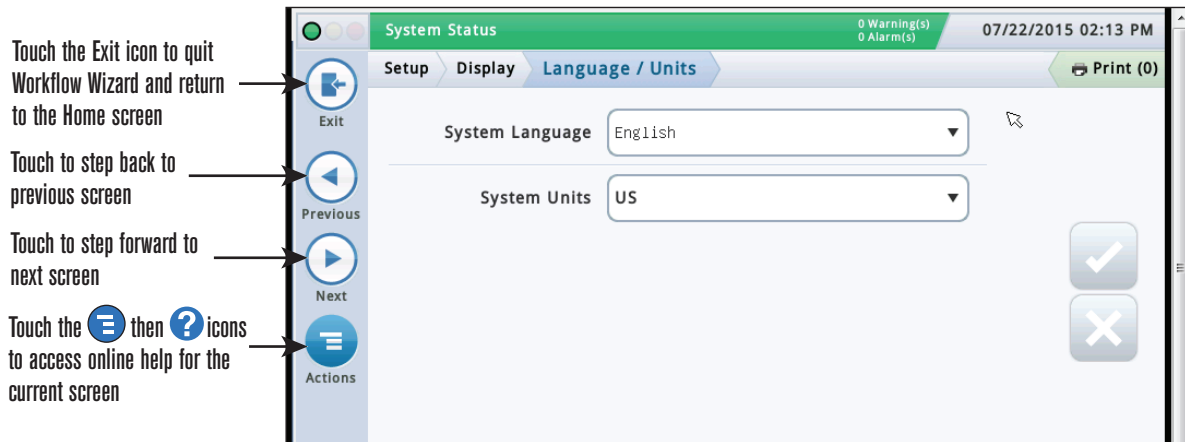 Touch the Exit icon to quit
Workflow Wizard and return
to the Home screen
Touch to step back to
previous screen
Touch to step forward to
next screen
Touch the then ? icons
to access online help for the
current screen
System Status
0 Warning(s)
0 Alarm(s)
07/22/2015 02:13 PM
Setup Display Language / Units
Print (0)
Exit
System Language English
System Units US
Previous
Next
Actions